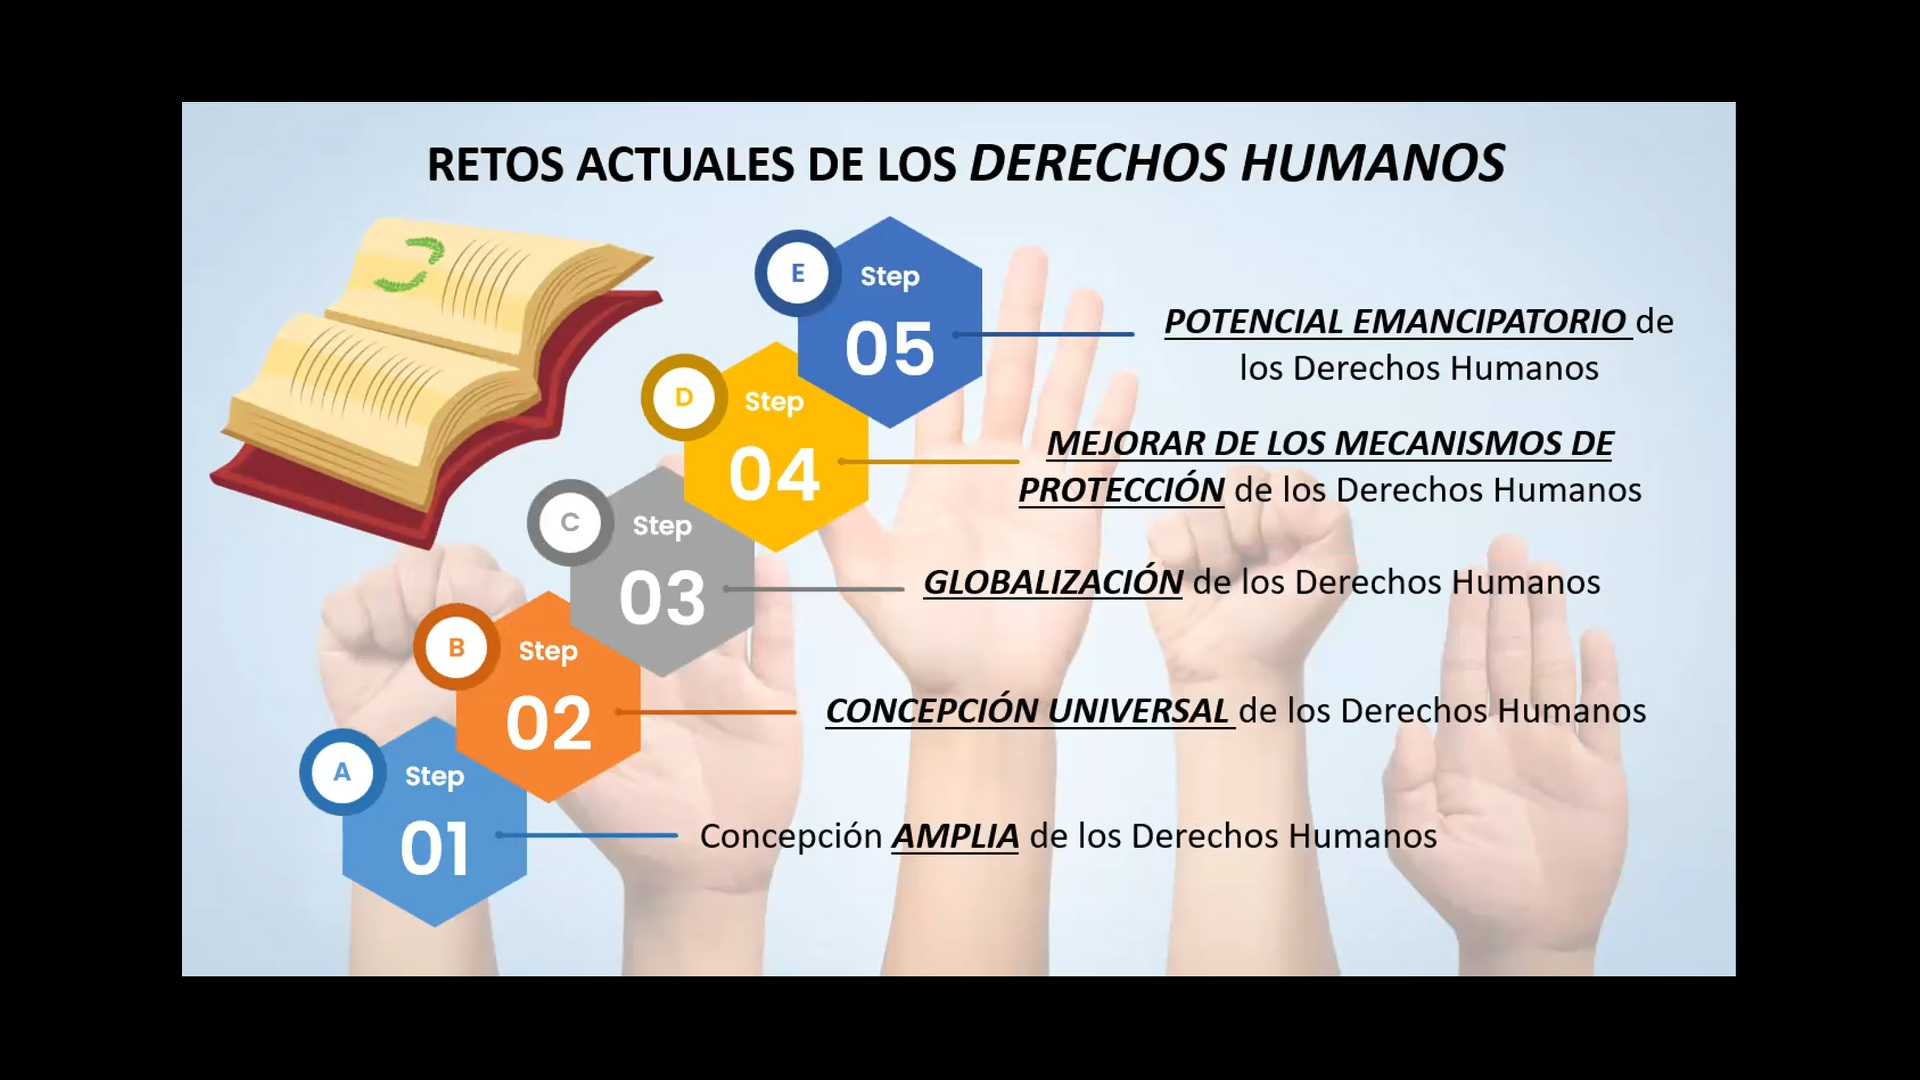 RETOS ACTUALES DE LOS DERECHOS HUMANOS
E
Step
05
POTENCIAL EMANCIPATORIO de
los Derechos Humanos
D
Step
04
MEJORAR DE LOS MECANISMOS DE
PROTECCIÓN de los Derechos Humanos
C
Step
03
GLOBALIZACIÓN de los Derechos Humanos
B
Step
02
CONCEPCIÓN UNIVERSAL de los Derechos Humanos
A
Step
01
Concepción AMPLIA de los Derechos Humanos